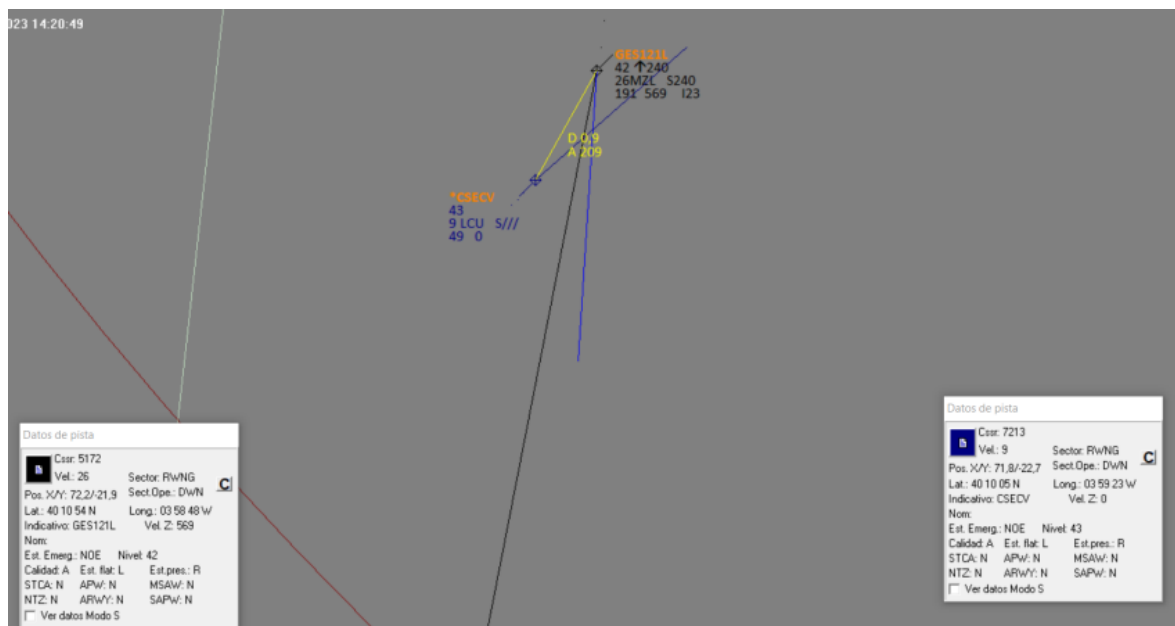 023 14:20:49
GES121L
42 ↑240
26MZL S240
191 569 I23
D 0,9
A 209
*CSECV
43
9 LCU S///
49 0
Datos de pista
Cssr: 5172
Vel.: 26 Sector: RWNG
Pos. X/Y: 72,2/-21,9 Sect.Ope.: DWN C
Lat.: 40 10 54 N Long.: 03 58 48 W
Indicativo: GES121L Vel. Z: 569
Nom:
Est. Emerg.: NOE Nivel: 42
Calidad: A Est. flat: L Est.pres.: R
STCA: N APW: N MSAW: N
NTZ: N ARWY: N SAPW: N
Ver datos Modo S
Datos de pista
Cssr: 7213
Vel.: 9 Sector: RWNG
Pos. X/Y: 71,8/-22,7 Sect.Ope.: DWN C
Lat.: 40 10 05 N Long.: 03 59 23 W
Indicativo: CSECV Vel. Z: 0
Nom:
Est. Emerg.: NOE Nivel: 43
Calidad: A Est. flat: L Est.pres.: R
STCA: N APW: N MSAW: N
NTZ: N ARWY: N SAPW: N
Ver datos Modo S